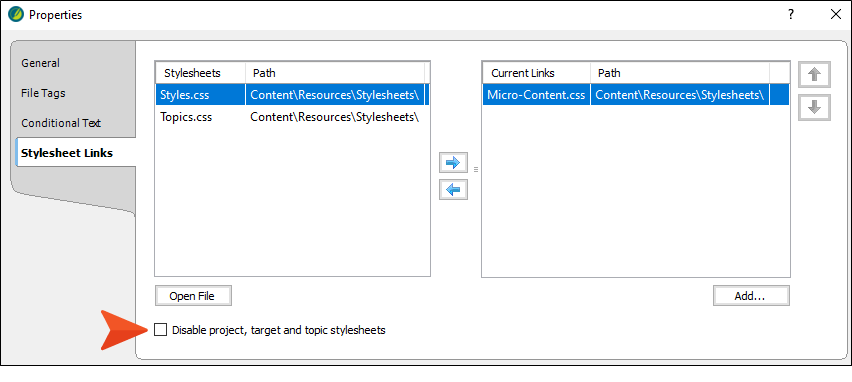 Properties
?
General
File Tags
Conditional Text
Stylesheet Links
Stylesheets Path
Styles.css Content\Resources\Stylesheets\
Topics.css Content\Resources\Stylesheets\
Current Links Path
Micro-Content.css Content\Resources\Stylesheets\
Open File
Add...
Disable project, target and topic stylesheets